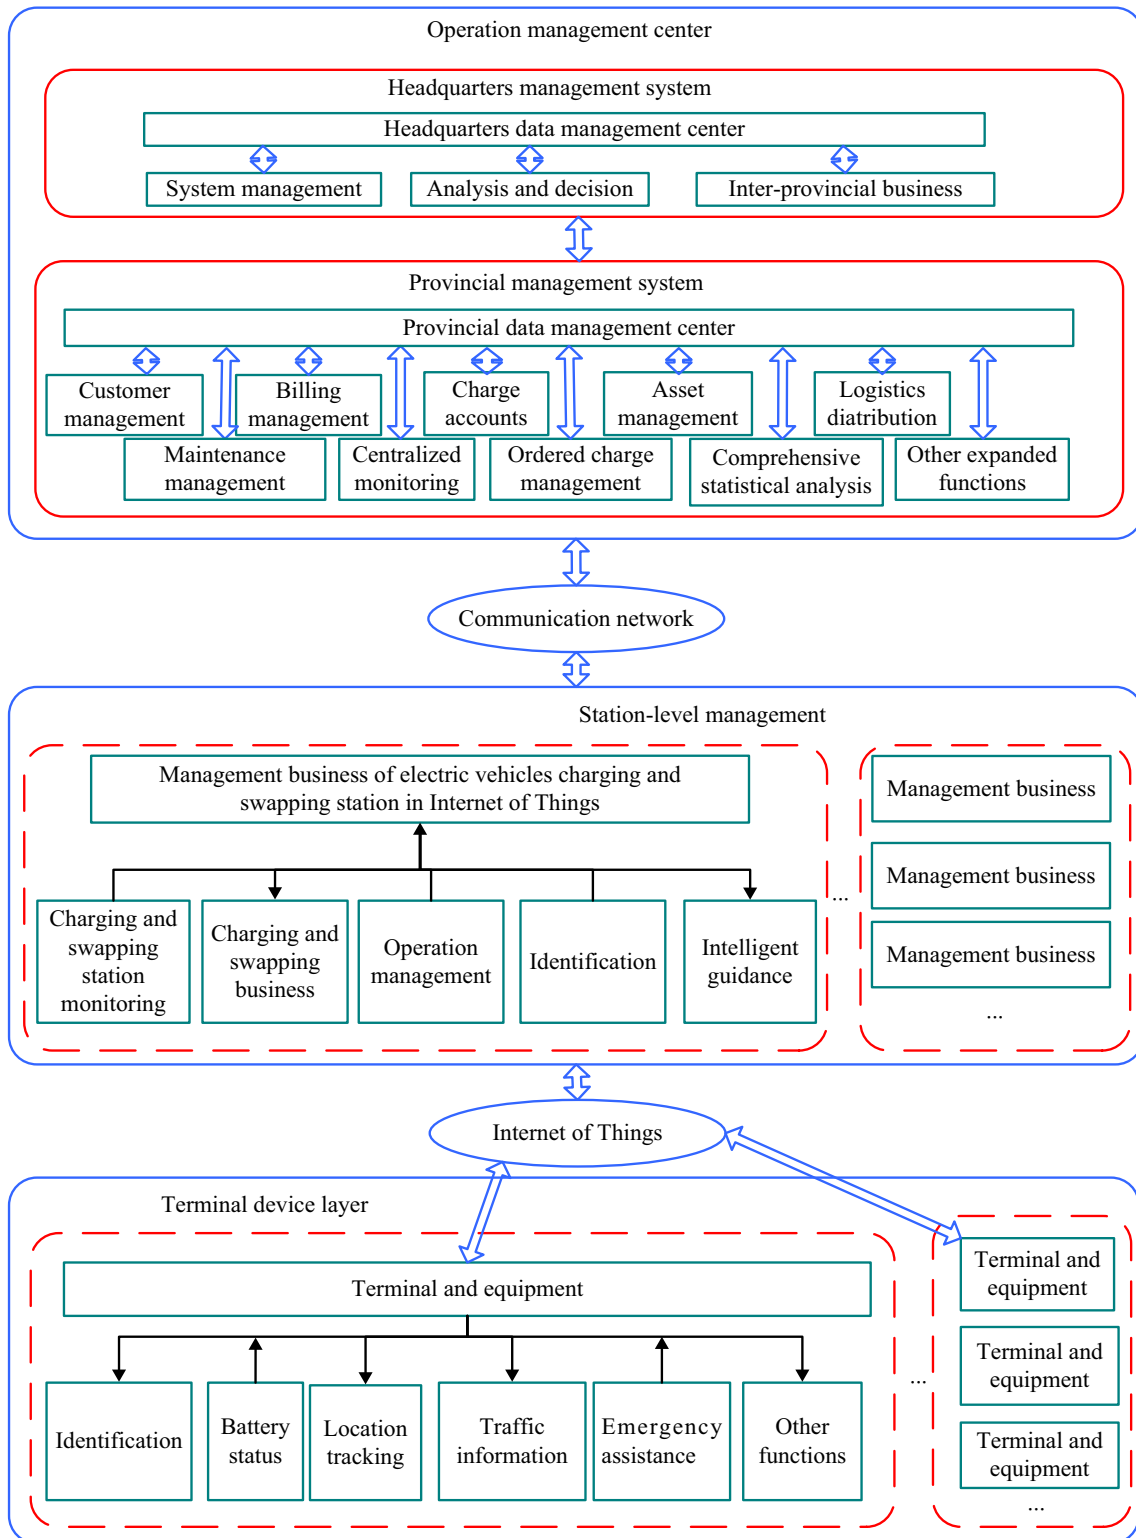 Operation management center
Headquarters management system
Headquarters data management center
System management
Analysis and decision
Inter-provincial business
Provincial management system
Provincial data management center
Customer
management
Billing
management
Charge
accounts
Asset
management
Logistics
diatribution
Maintenance
management
Centralized
monitoring
Ordered charge
management
Comprehensive
statistical analysis
Other expanded
functions
Communication network
Station-level management
Management business of electric vehicles charging and
swapping station in Internet of Things
Charging and
swapping
station
monitoring
Charging and
swapping
business
Operation
management
Identification
Intelligent
guidance
...
Management business
Management business
Management business
...
Internet of Things
Terminal device layer
Terminal and equipment
Identification
Battery
status
Location
tracking
Traffic
information
Emergency
assistance
Other
functions
...
Terminal and
equipment
Terminal and
equipment
Terminal and
equipment
...